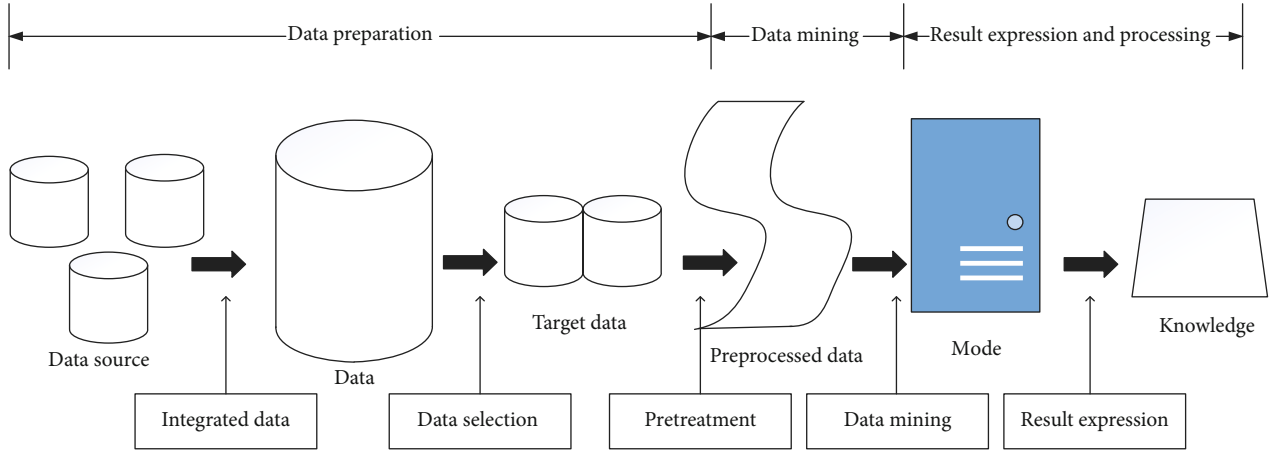 Data preparation
Data mining
Result expression and processing
Data source
Data
Target data
Preprocessed data
Mode
Knowledge
Integrated data
Data selection
Pretreatment
Data mining
Result expression